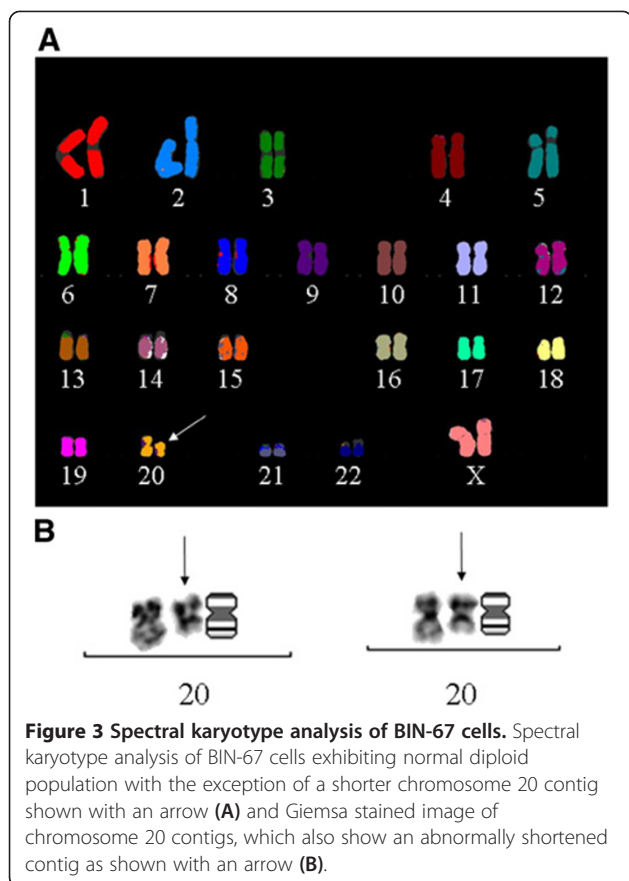 A
1 2 3 4 5
6 7 8 9 10 11 12
13 14 15 16 17 18
19 20 21 22 X
B
20 20
Figure 3 Spectral karyotype analysis of BIN-67 cells. Spectral
karyotype analysis of BIN-67 cells exhibiting normal diploid
population with the exception of a shorter chromosome 20 contig
shown with an arrow (A) and Giemsa stained image of
chromosome 20 contigs, which also show an abnormally shortened
contig as shown with an arrow (B).